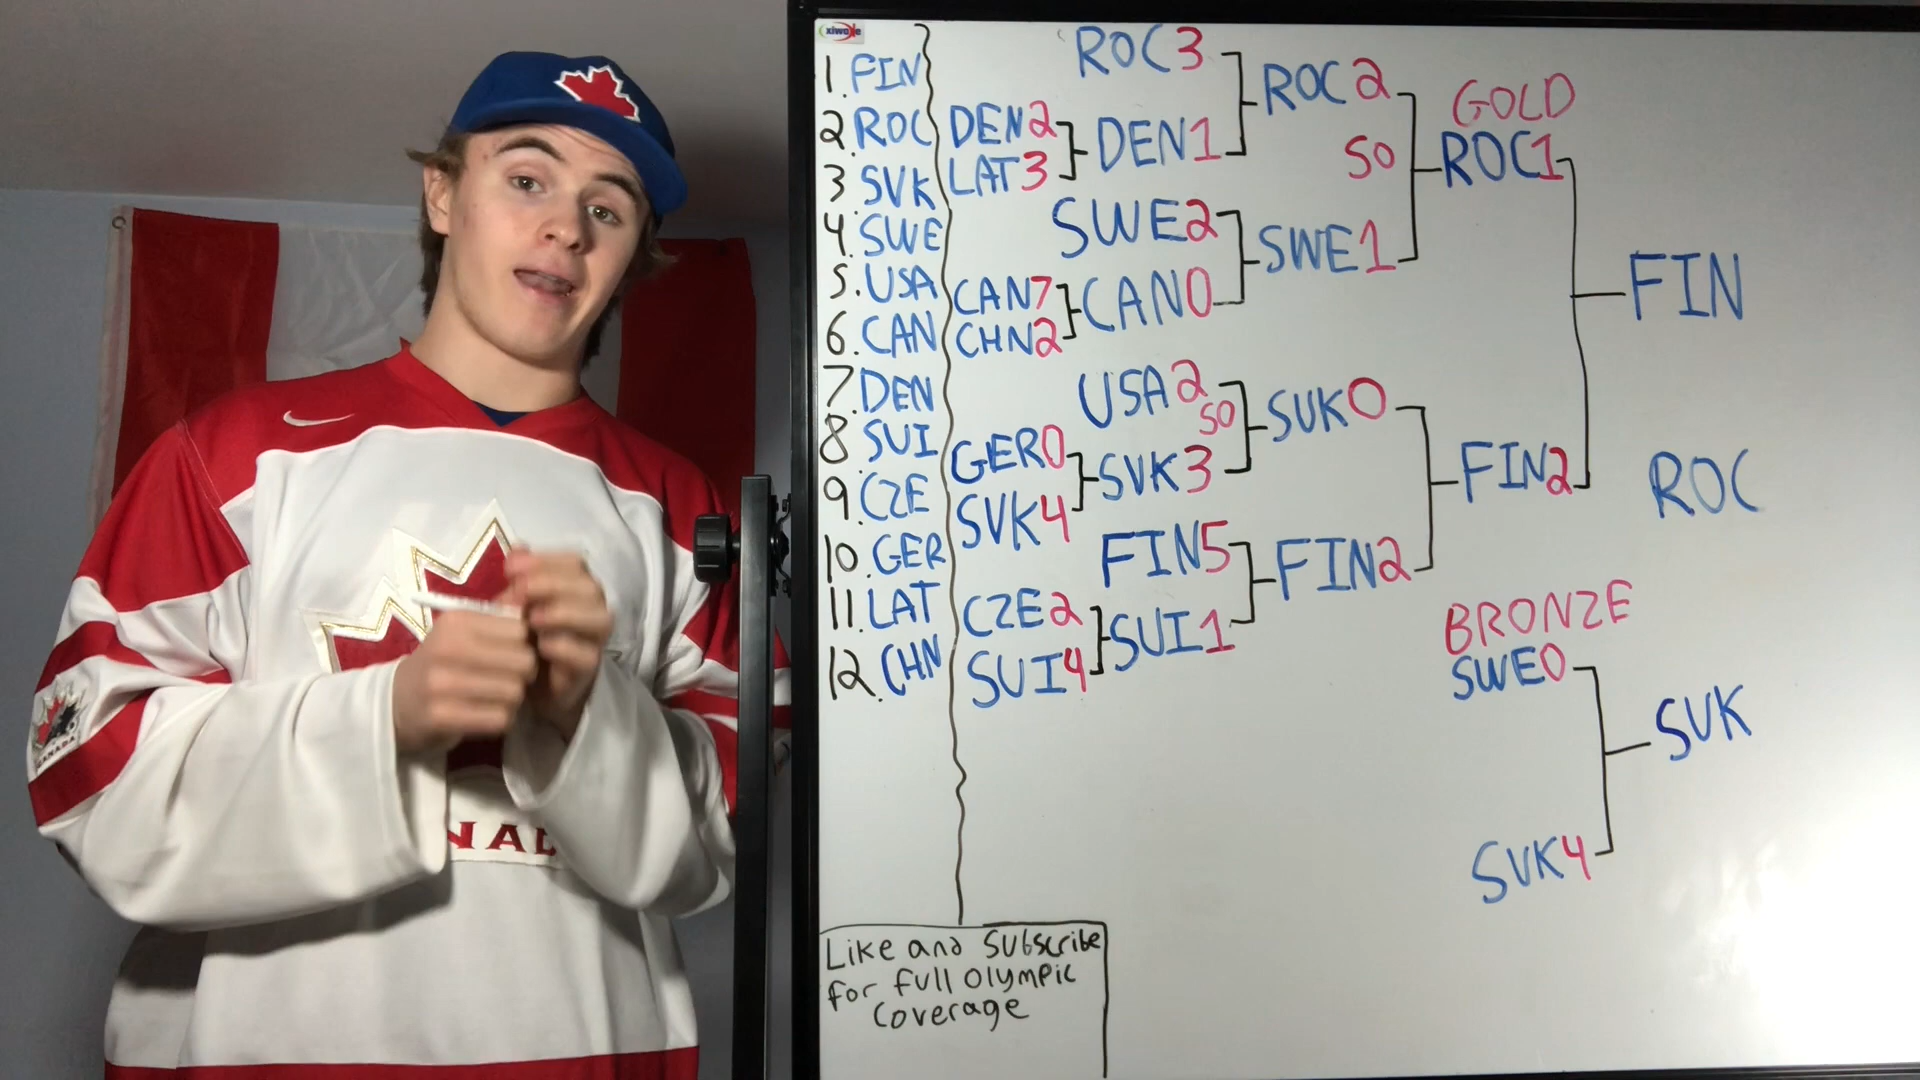 xiwode
1. FIN
2. ROC
3 SVK
4. SWE
5. USA
6. CAN
7. DEN
8 SUI
9. CZE
10. GER
11. LAT
12. CHN
DEN2
LAT3
CAN7
CHN2
GER0
SVK4
CZE2
SUI4
ROC3
DEN1
SWE2
CAN0
USA2
SO
SVK3
FIN5
SUI1
ROC2
SO
SWE1
SVK0
FIN2
GOLD
ROC1
FIN2
FIN
ROC
BRONZE
SWE0
SVK4
SVK
Like and Subscribe
for full Olympic
Coverage
CANADA
NAD